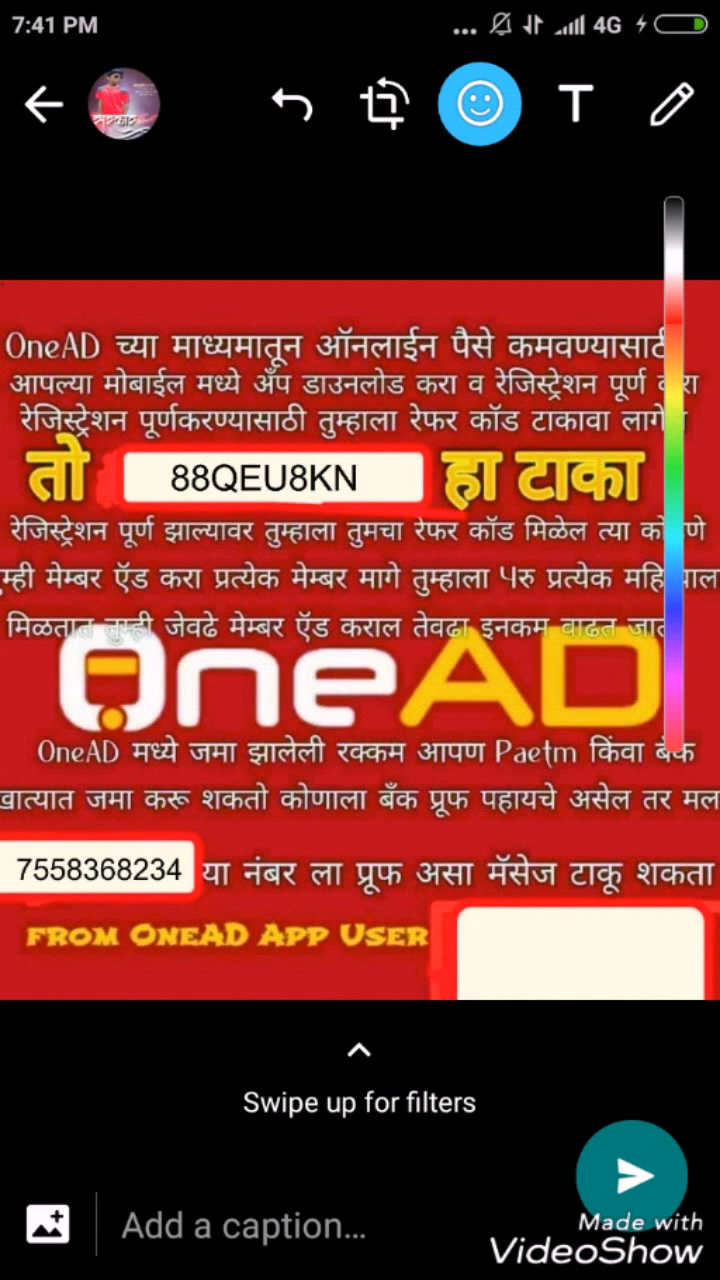 7:41 PM
4G
OneAD च्या माध्यमातून ऑनलाईन पैसे कमवण्यासाठी
आपल्या मोबाईल मध्ये अँप डाउनलोड करा व रेजिस्ट्रेशन पूर्ण करा
रेजिस्ट्रेशन पूर्णकरण्यासाठी तुम्हाला रेफर कॉड टाकावा लागे
तो 88QEU8KN हा टाका
रेजिस्ट्रेशन पूर्ण झाल्यावर तुम्हाला तुमचा रेफर कॉड मिळेल त्या
म्ही मेम्बर ऍड करा प्रत्येक मेम्बर मागे तुम्हाला ५रु प्रत्येक
मिळतात तुम्ही जेवढे मेम्बर ऍड कराल तेवढा इनकम वाढत जात
OneAD
OneAD मध्ये जमा झालेली रक्कम आपण Paetm किंवा बँक
खात्यात जमा करू शकतो कोणाला बँक प्रूफ पहायचे असेल तर मल
7558368234 या नंबर ला प्रूफ असा मॅसेज टाकू शकता
FROM ONEAD APP USER
Swipe up for filters
Add a caption...
Made with
VideoShow